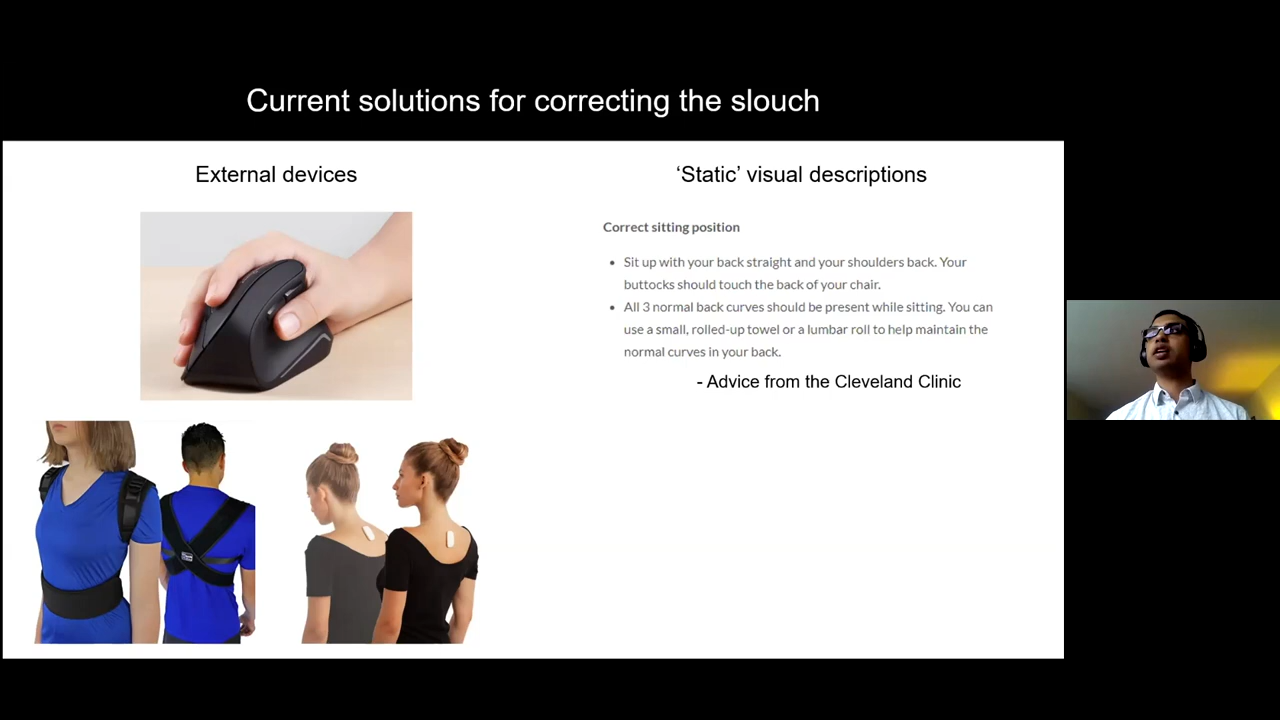 Current solutions for correcting the slouch
External devices
‘Static’ visual descriptions
Correct sitting position
• Sit up with your back straight and your shoulders back. Your
buttocks should touch the back of your chair.
• All 3 normal back curves should be present while sitting. You can
use a small, rolled-up towel or a lumbar roll to help maintain the
normal curves in your back.
- Advice from the Cleveland Clinic